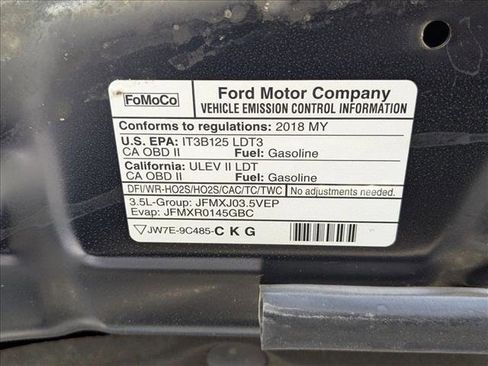 FoMoCo
Ford Motor Company
VEHICLE EMISSION CONTROL INFORMATION
Conforms to regulations: 2018 MY
U.S. EPA: IT3B125 LDT3
CA OBD II Fuel: Gasoline
California: ULEV II LDT
CA OBD II Fuel: Gasoline
DFI/WR-HO2S/HO2S/CAC/TC/TWC No adjustments needed.
3.5L-Group: JFMXJ03.5VEP
Evap: JFMXR0145GBC
JW7E-9C485-C K G